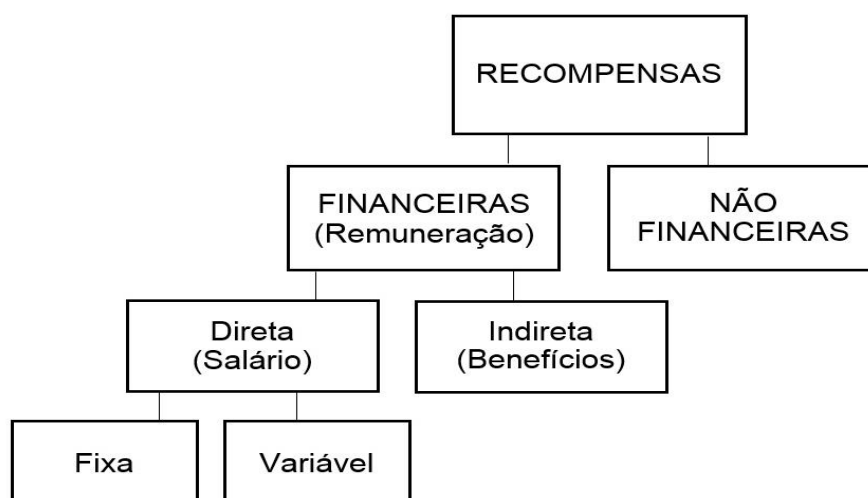 RECOMPENSAS
FINANCEIRAS
(Remuneração)
NÃO
FINANCEIRAS
Direta
(Salário)
Indireta
(Benefícios)
Fixa
Variável